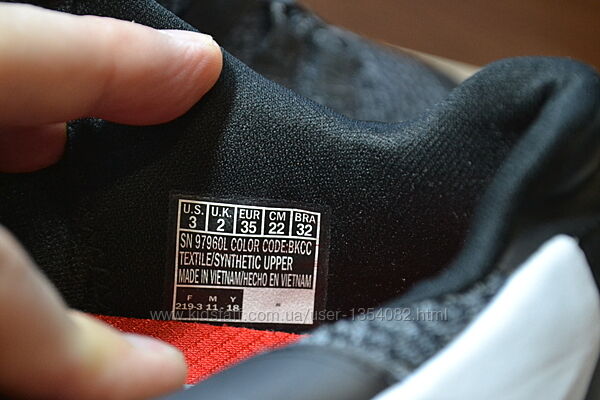 U.S. U.K. EUR CM BRA
3 2 35 22 32
SN 97960L COLOR CODE:BKCC
TEXTILE/SYNTHETIC UPPER
MADE IN VIETNAM/HECHO EN VIETNAM
F M Y
219-3 11 - 18
www.kidstaff.com.ua/user-1354082.html